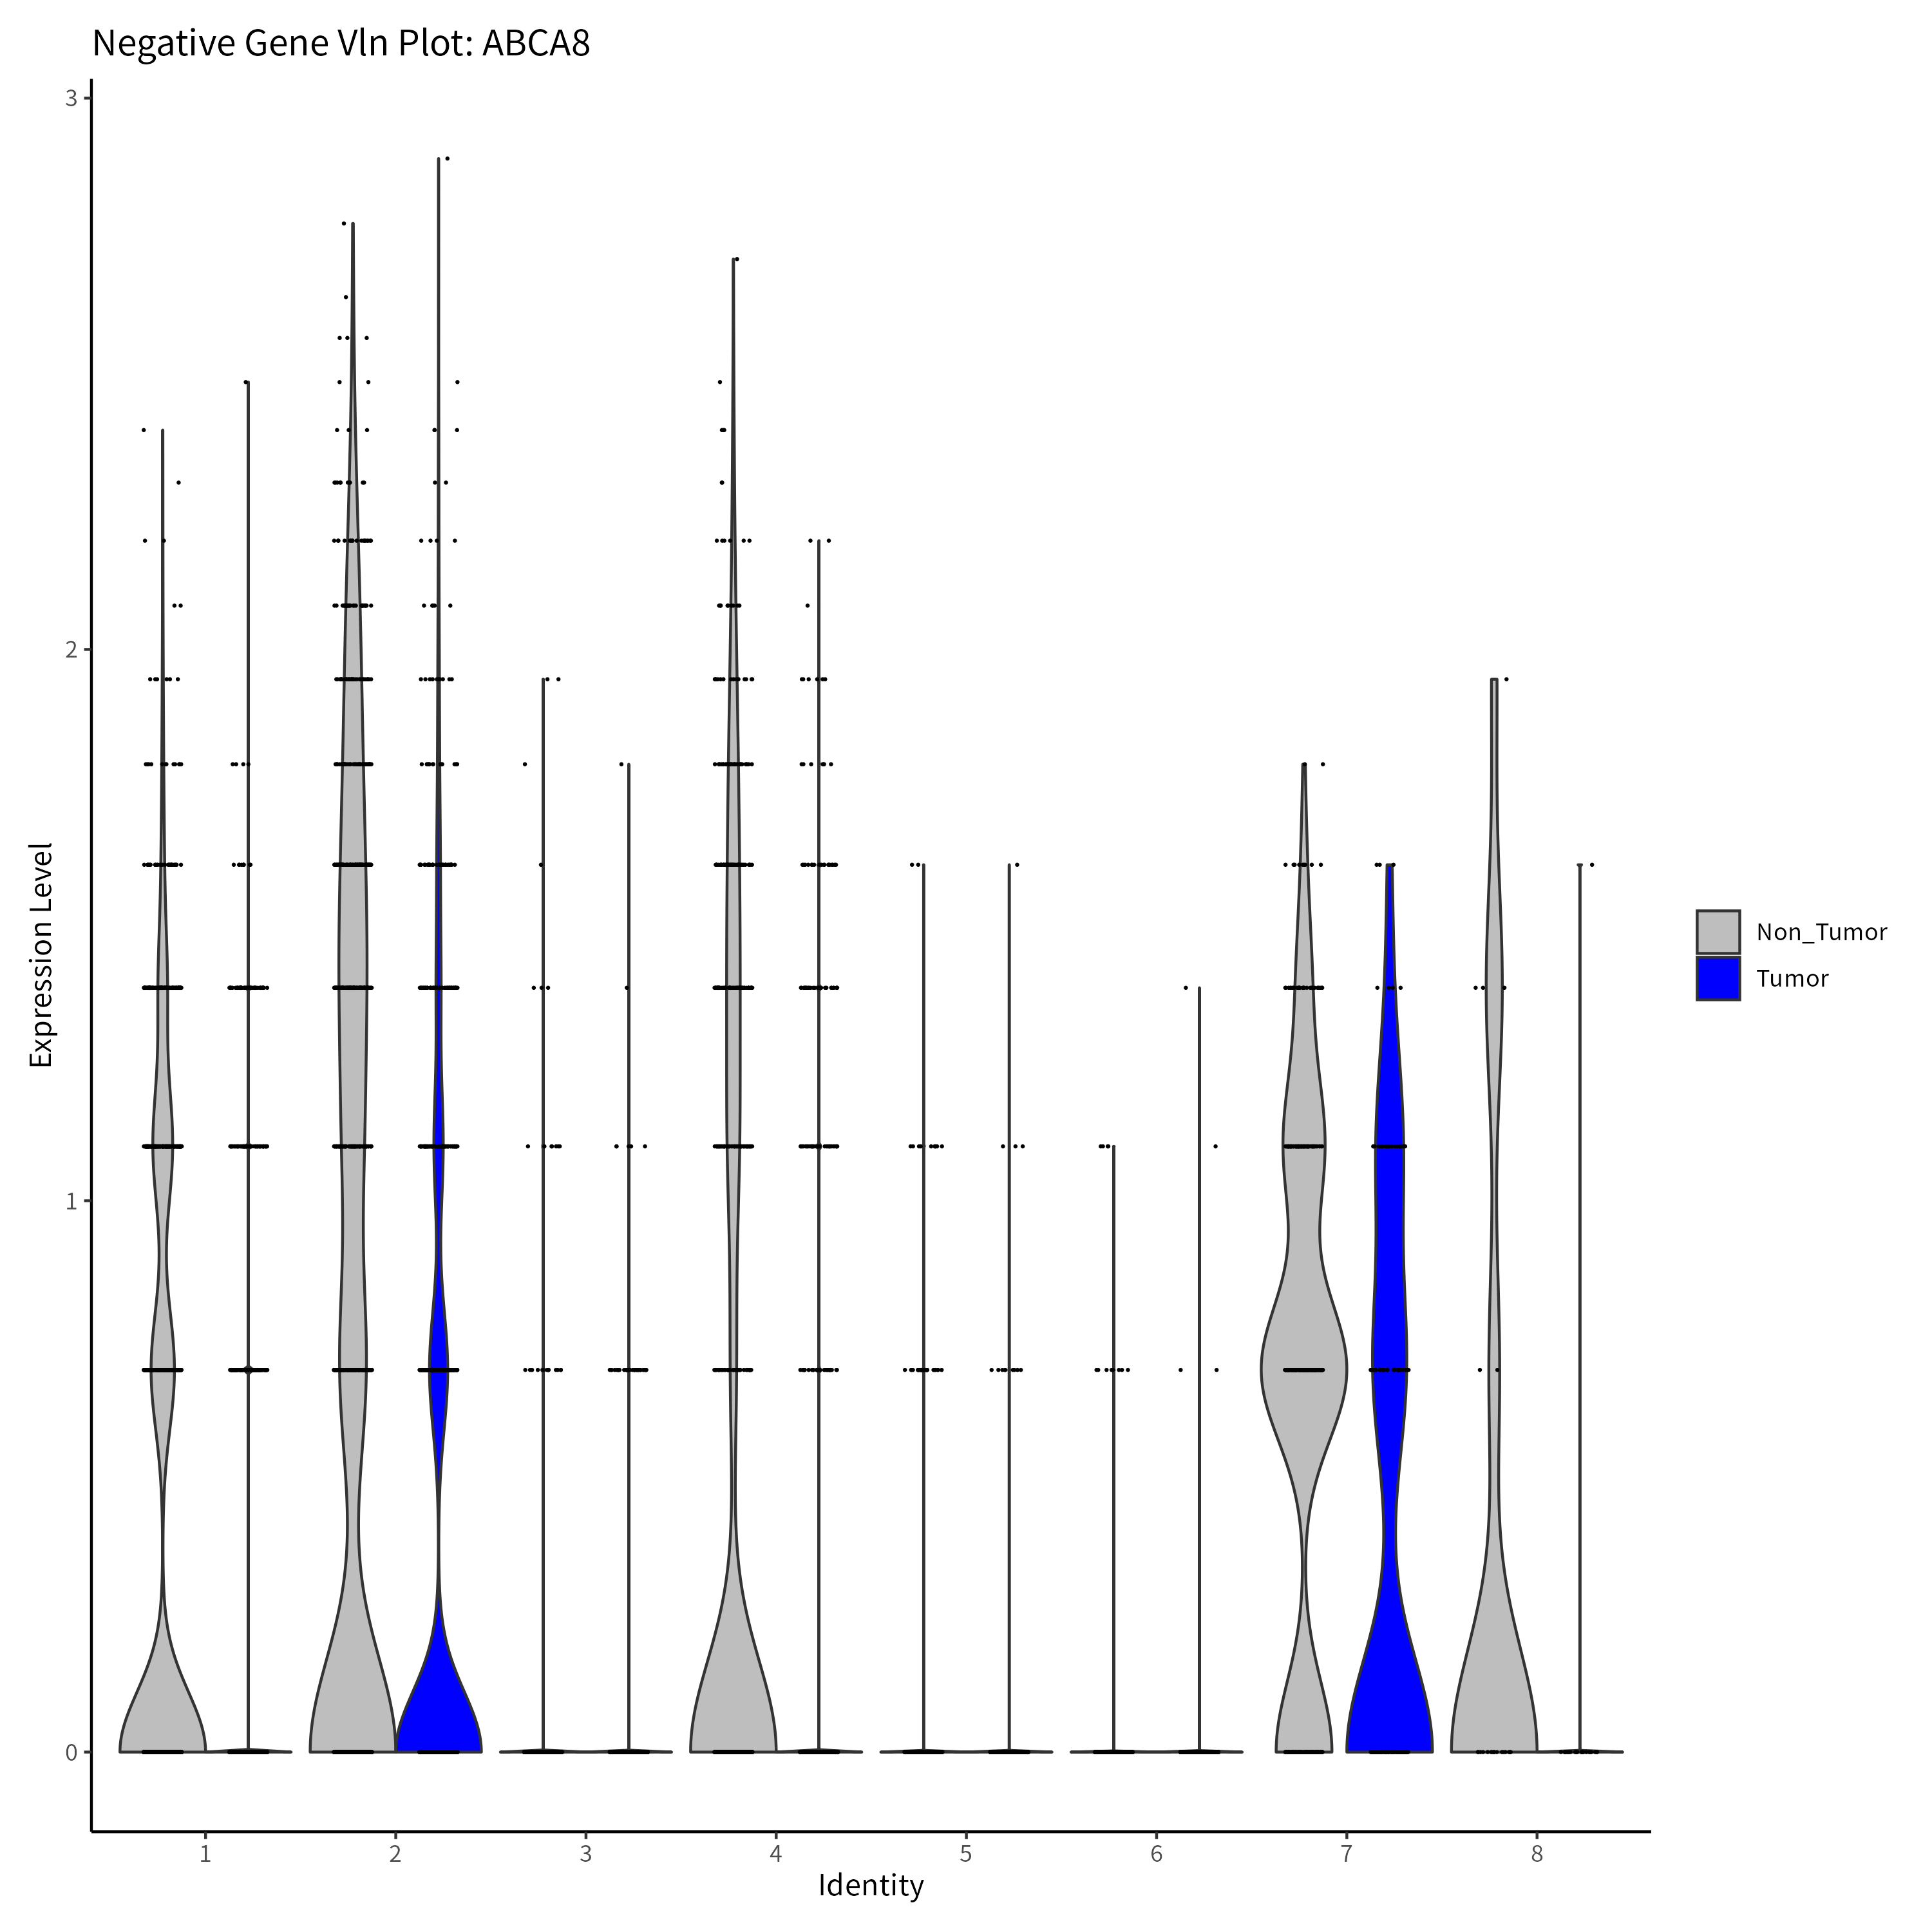 Negative Gene Vln Plot: ABCA8
3
2
1
0
Expression Level
1 2 3 4 5 6 7 8
Identity
Non_Tumor
Tumor